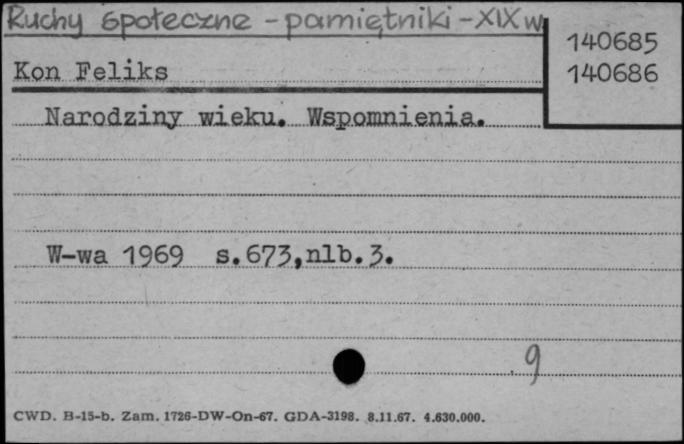 Ruchy społeczne - pamiętniki - XIX w
140685
Kon Feliks
140686
Narodziny wieku. Wspomnienia.
W-wa 1969 s.673,nlb.3.
9
CWD. B-15-b. Zam. 1726-DW-On-67. GDA-3198. 8.11.67. 4.630.000.